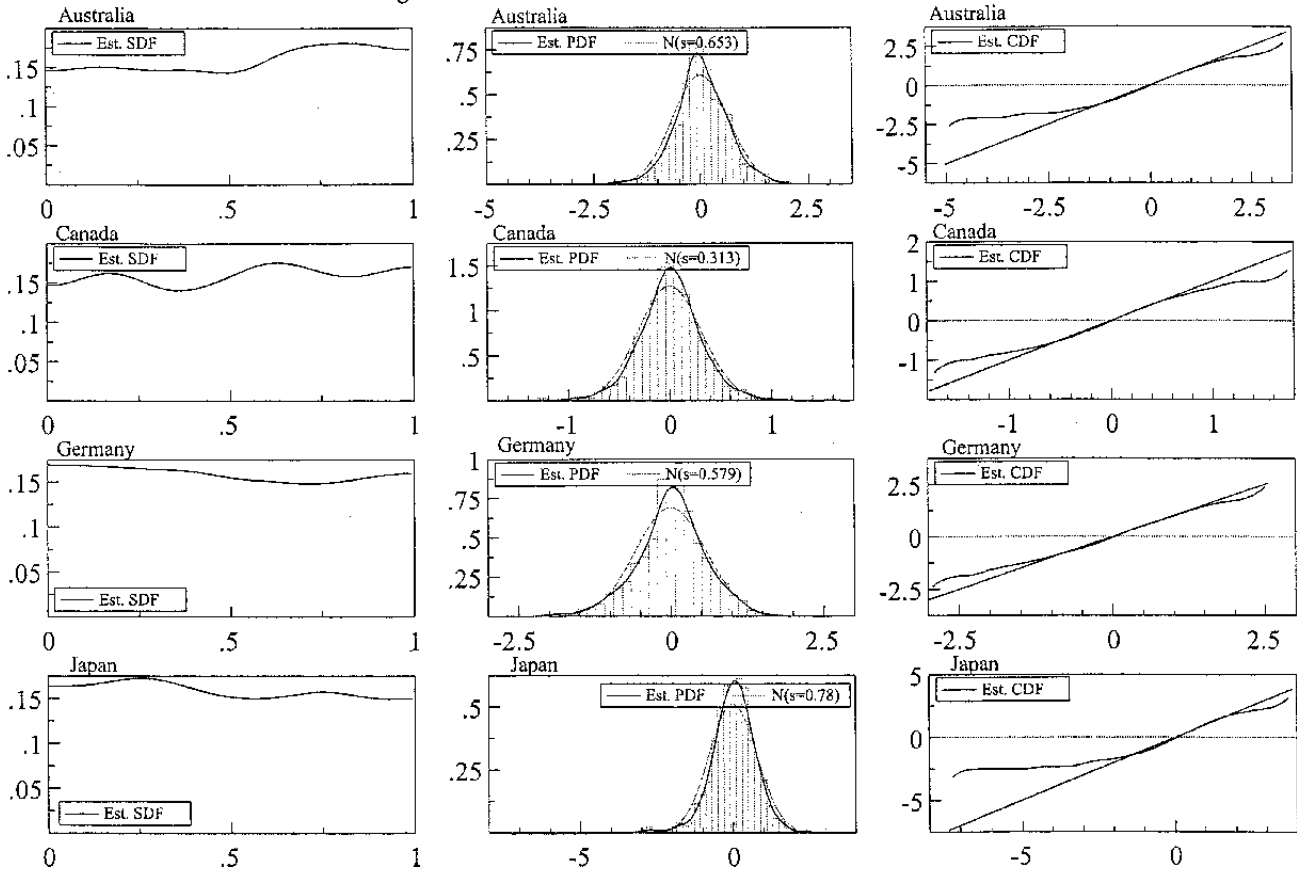 Australia
Est. SDF
.15
.1
.05
0 .5 1
Australia
Est. PDF N(s=0.653)
.75
.5
.25
-5 -2.5 0 2.5
Australia
Est. CDF
2.5
0
-2.5
-5
-5 -2.5 0 2.5
Canada
Est. SDF
.15
.1
.05
0 .5 1
Canada
Est. PDF N(s=0.313)
1.5
1
.5
-1 0 1
Canada
Est. CDF
2
1
0
-1
-1 0 1
Germany
Est. SDF
.15
.1
.05
0 .5 1
Germany
Est. PDF N(s=0.579)
1
.75
.5
.25
-2.5 0 2.5
Germany
Est. CDF
2.5
0
-2.5
-2.5 0 2.5
Japan
Est. SDF
.15
.1
.05
0 .5 1
Japan
Est. PDF N(s=0.78)
.5
.25
-5 0
Japan
Est. CDF
5
0
-5
-5 0